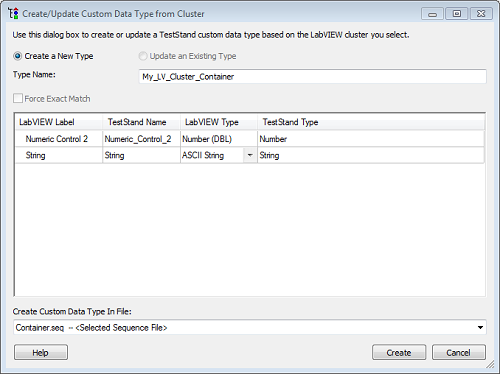 Create/Update Custom Data Type from Cluster
Use this dialog box to create or update a TestStand custom data type based on the LabVIEW cluster you select.
Create a New Type Update an Existing Type
Type Name: My_LV_Cluster_Container
Force Exact Match
LabVIEW Label TestStand Name LabVIEW Type TestStand Type
Numeric Control 2 Numeric_Control_2 Number (DBL) Number
String String ASCII String String
Create Custom Data Type In File:
Container.seq -- <Selected Sequence File>
Help Create Cancel